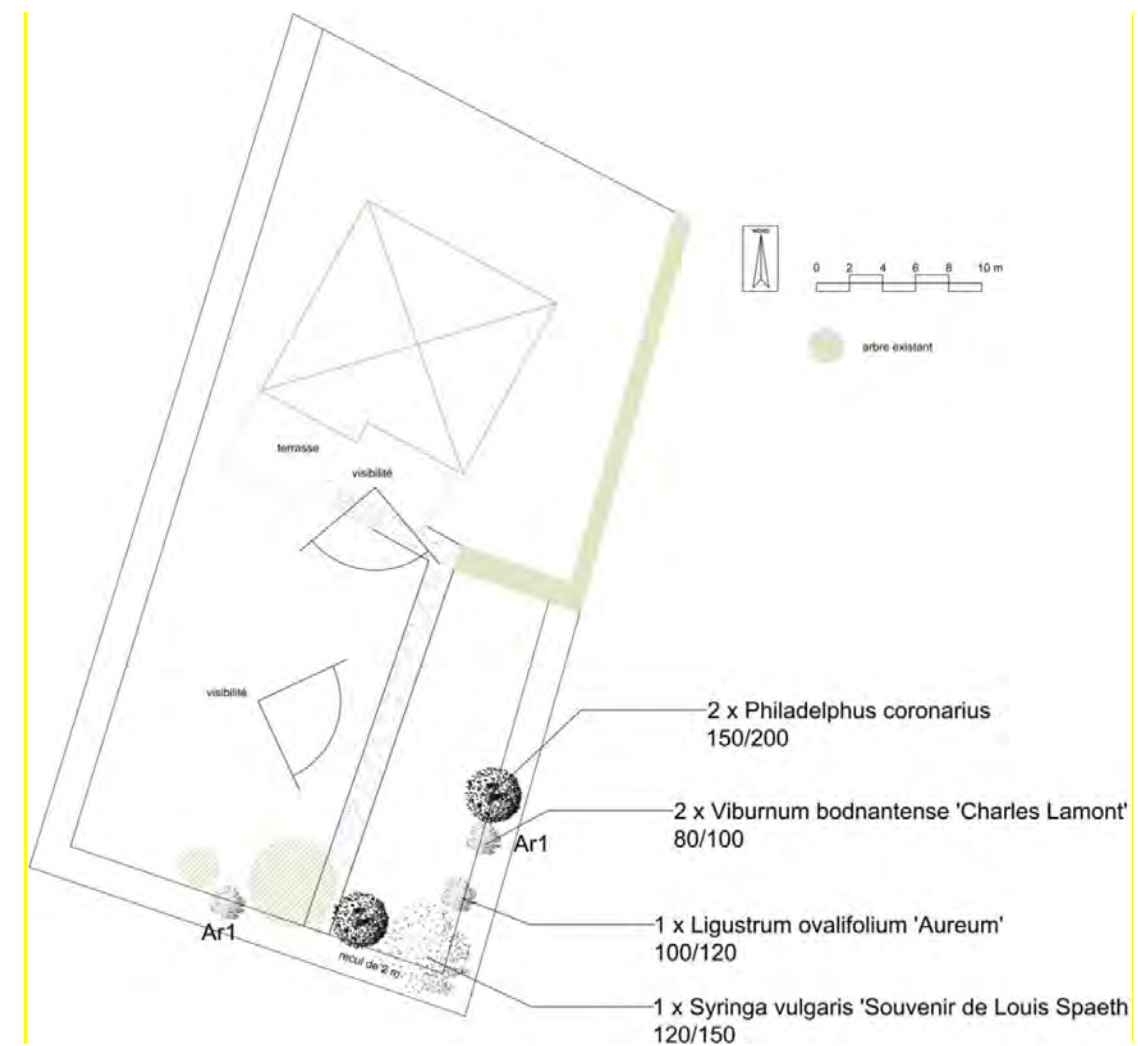 NORD
0 2 4 6 8 10 m
arbre existant
terrasse
visibilité
visibilité
2 x Philadelphus coronarius
150/200
2 x Viburnum bodnantense 'Charles Lamont'
80/100
Ar1
1 x Ligustrum ovalifolium 'Aureum'
100/120
Ar1
recul de 2 m.
1 x Syringa vulgaris 'Souvenir de Louis Spaeth
120/150